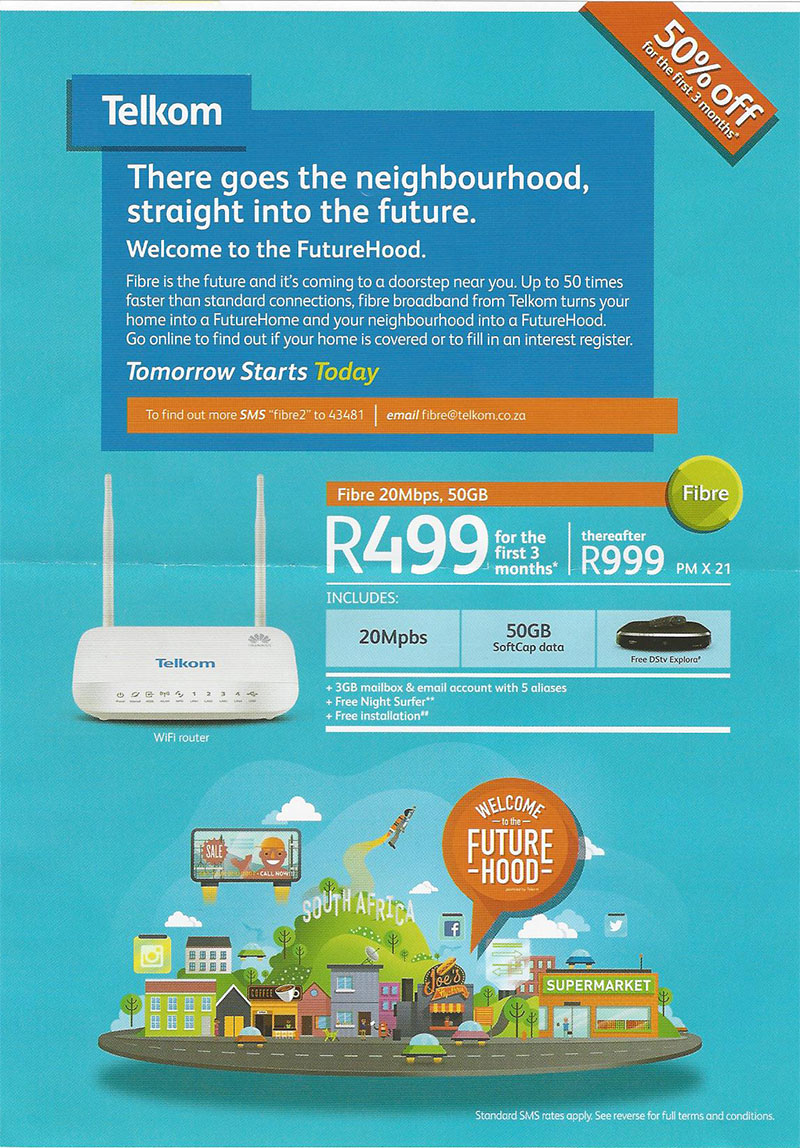 50% off
for the first 3 months*
Telkom
There goes the neighbourhood,
straight into the future.
Welcome to the FutureHood.
Fibre is the future and it's coming to a doorstep near you. Up to 50 times
faster than standard connections, fibre broadband from Telkom turns your
home into a FutureHome and your neighbourhood into a FutureHood.
Go online to find out if your home is covered or to fill in an interest register.
Tomorrow Starts Today
To find out more SMS "fibre2" to 43481 | email fibre@telkom.co.za
Fibre 20Mbps, 50GB
Fibre
R499 for the
first 3
months*
thereafter
R999 PM X 21
INCLUDES:
20Mpbs
50GB
SoftCap data
Free DStv Explora#
+ 3GB mailbox & email account with 5 aliases
+ Free Night Surfer**
+ Free installation##
Telkom
WiFi router
WELCOME
to the
FUTURE
-HOOD-
SALE
CALL NOW!
SOUTH AFRICA
COFFEE
Joe's
SUPERMARKET
Standard SMS rates apply. See reverse for full terms and conditions.